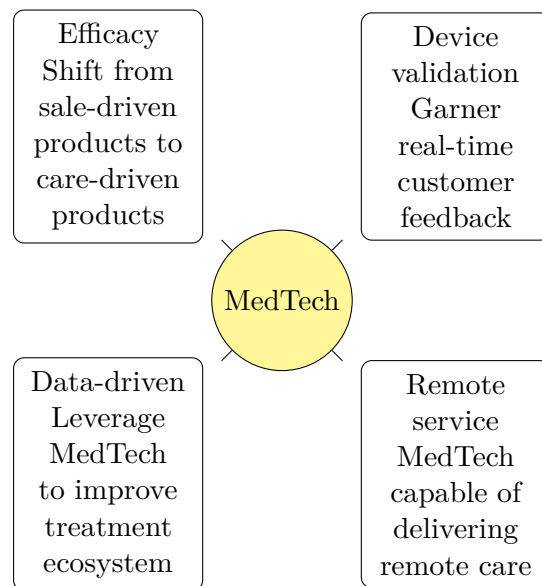 Efficacy
Shift from
sale-driven
products to
care-driven
products
Device
validation
Garner
real-time
customer
feedback
MedTech
Data-driven
Leverage
MedTech
to improve
treatment
ecosystem
Remote
service
MedTech
capable of
delivering
remote care